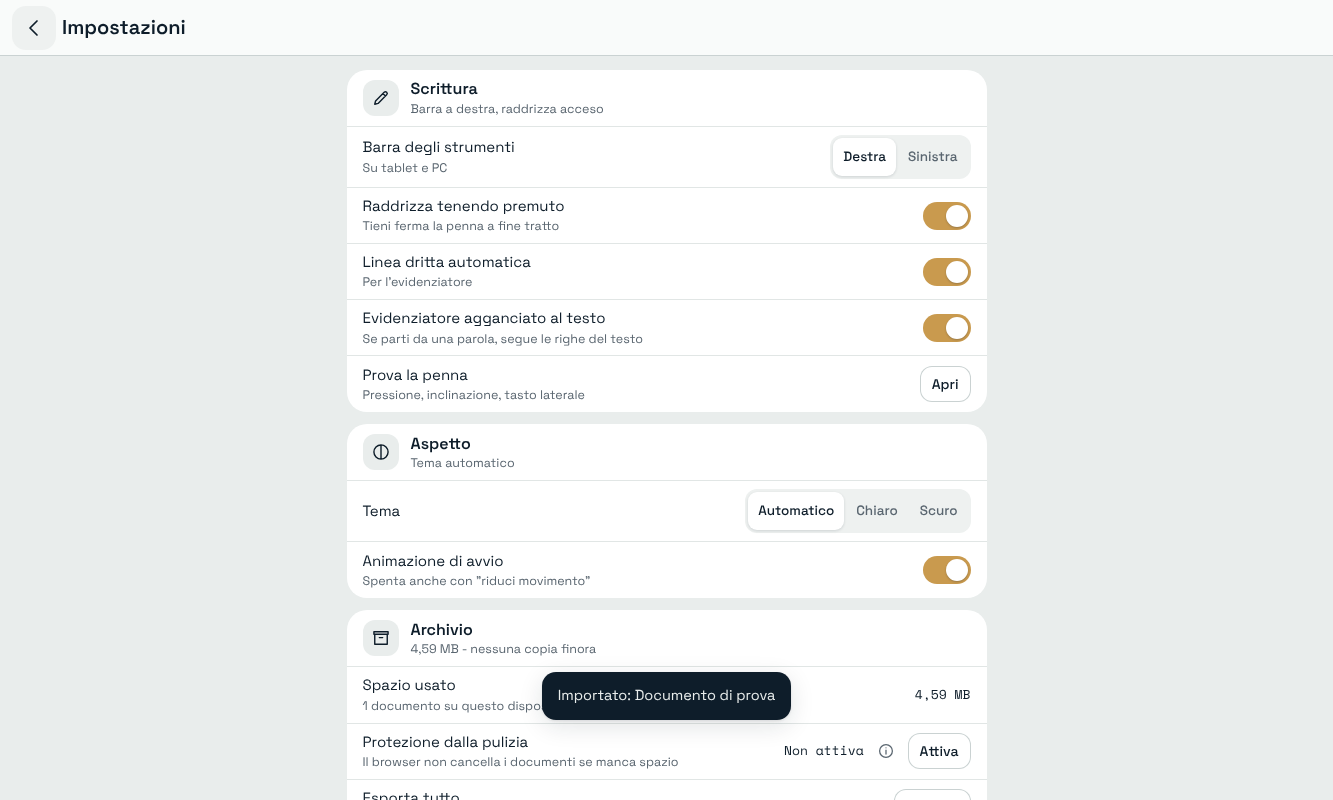 Impostazioni
Scrittura
Barra a destra, raddrizza acceso
Barra degli strumenti
Su tablet e PC
Destra
Sinistra
Raddrizza tenendo premuto
Tieni ferma la penna a fine tratto
Linea dritta automatica
Per l'evidenziatore
Evidenziatore agganciato al testo
Se parti da una parola, segue le righe del testo
Prova la penna
Pressione, inclinazione, tasto laterale
Apri
Aspetto
Tema automatico
Tema
Automatico
Chiaro
Scuro
Animazione di avvio
Spenta anche con "riduci movimento"
Archivio
4,59 MB - nessuna copia finora
Spazio usato
1 documento su questo dispo
4,59 MB
Importato: Documento di prova
Protezione dalla pulizia
Il browser non cancella i documenti se manca spazio
Non attiva
Attiva
Esporta tutto